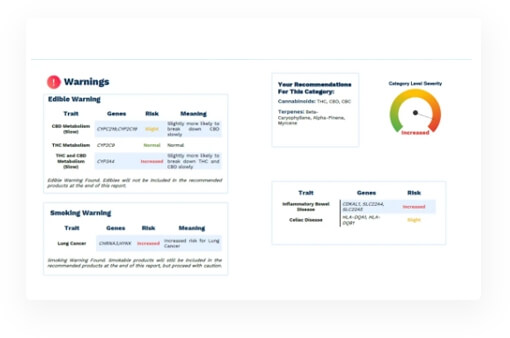 ! Warnings
Edible Warning
Trait Genes Risk Meaning
CBD Metabolism (Slow) CYPC219,CYP2C19 Slight Slightly more likely to break down CBD slowly
THC Metabolism CYP2C9 Normal Normal
THC and CBD Metabolism (Slow) CYP3A4 Increased Slightly more likely to break down THC and CBD slowly
Edible Warning Found. Edibles will not be included in the recommended
products at the end of this report.
Smoking Warning
Trait Genes Risk Meaning
Lung Cancer Increased Increased risk for Lung Cancer
Smoking Warning Found. Smokeable products will still be included in the
recommended products at the end of this report, but proceed with caution.
Your Recommendations
For This Category:
Cannabinoids: THC, CBD, CBC
Terpenes: Beta-
Caryophyllene, Alpha-Pinene,
Myrcene
Category Level Severity
Increased
Trait Genes Risk
Inflammatory Bowel Disease SLC22A4, Increased
Celiac Disease HLA-DQA1, HLA-DQB1 Slight